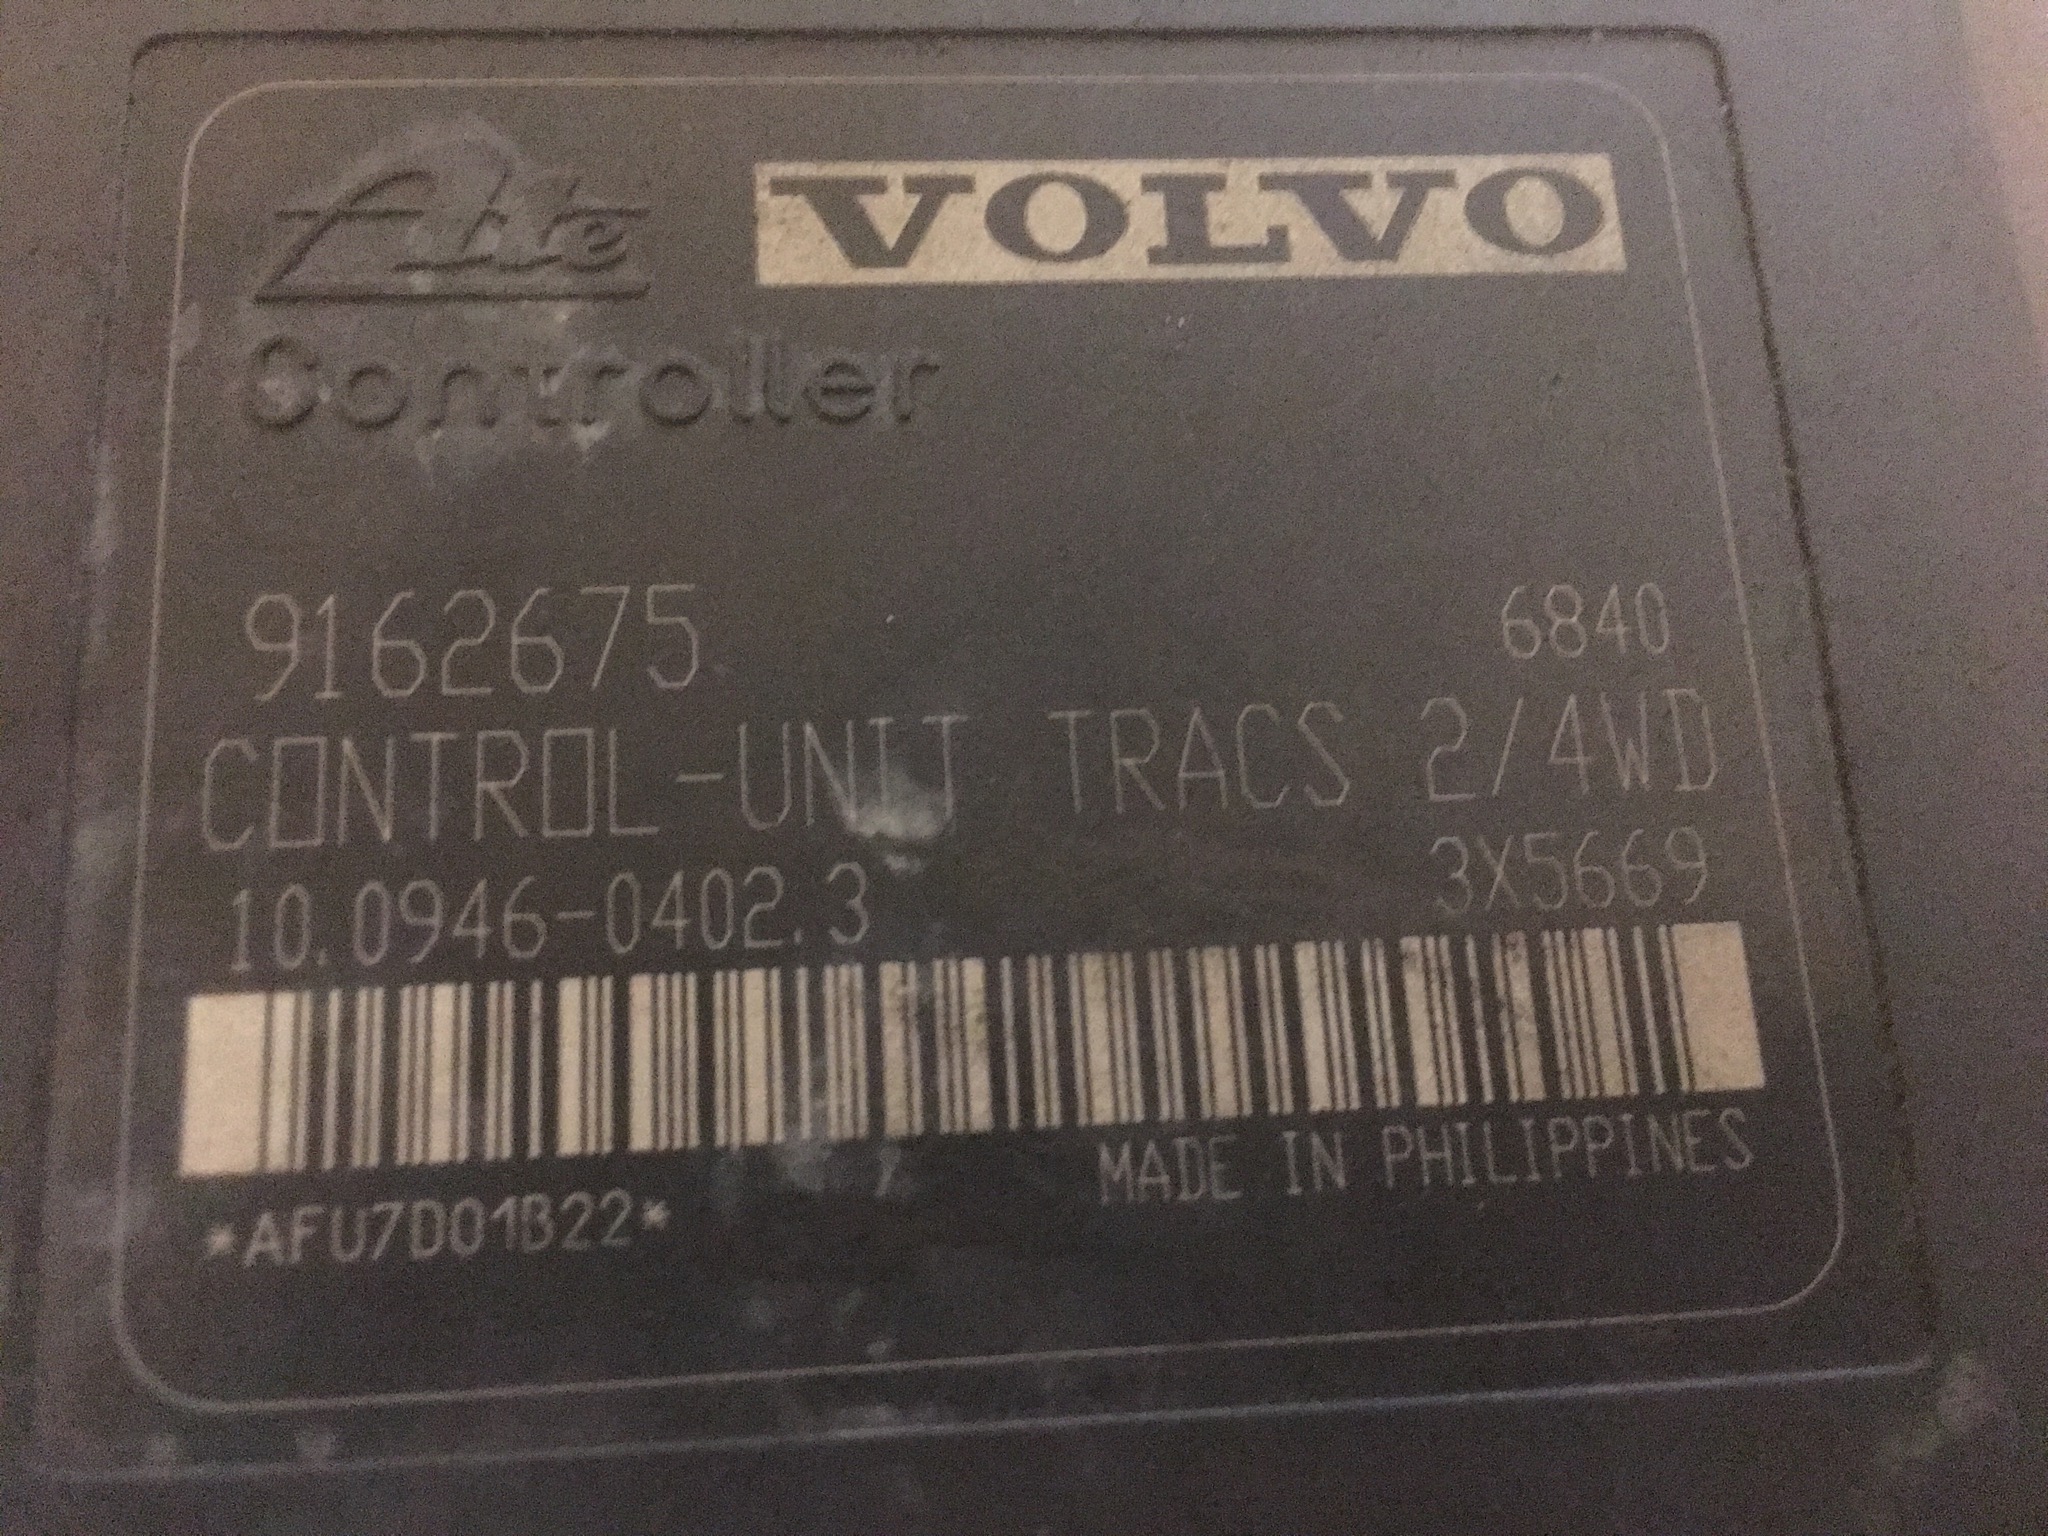 Ate
VOLVO
Controller
9162675
6840
CONTROL-UNIT TRACS 2/4WD
10.0946-0402.3
3X5669
MADE IN PHILIPPINES
*AFU7D01B22*